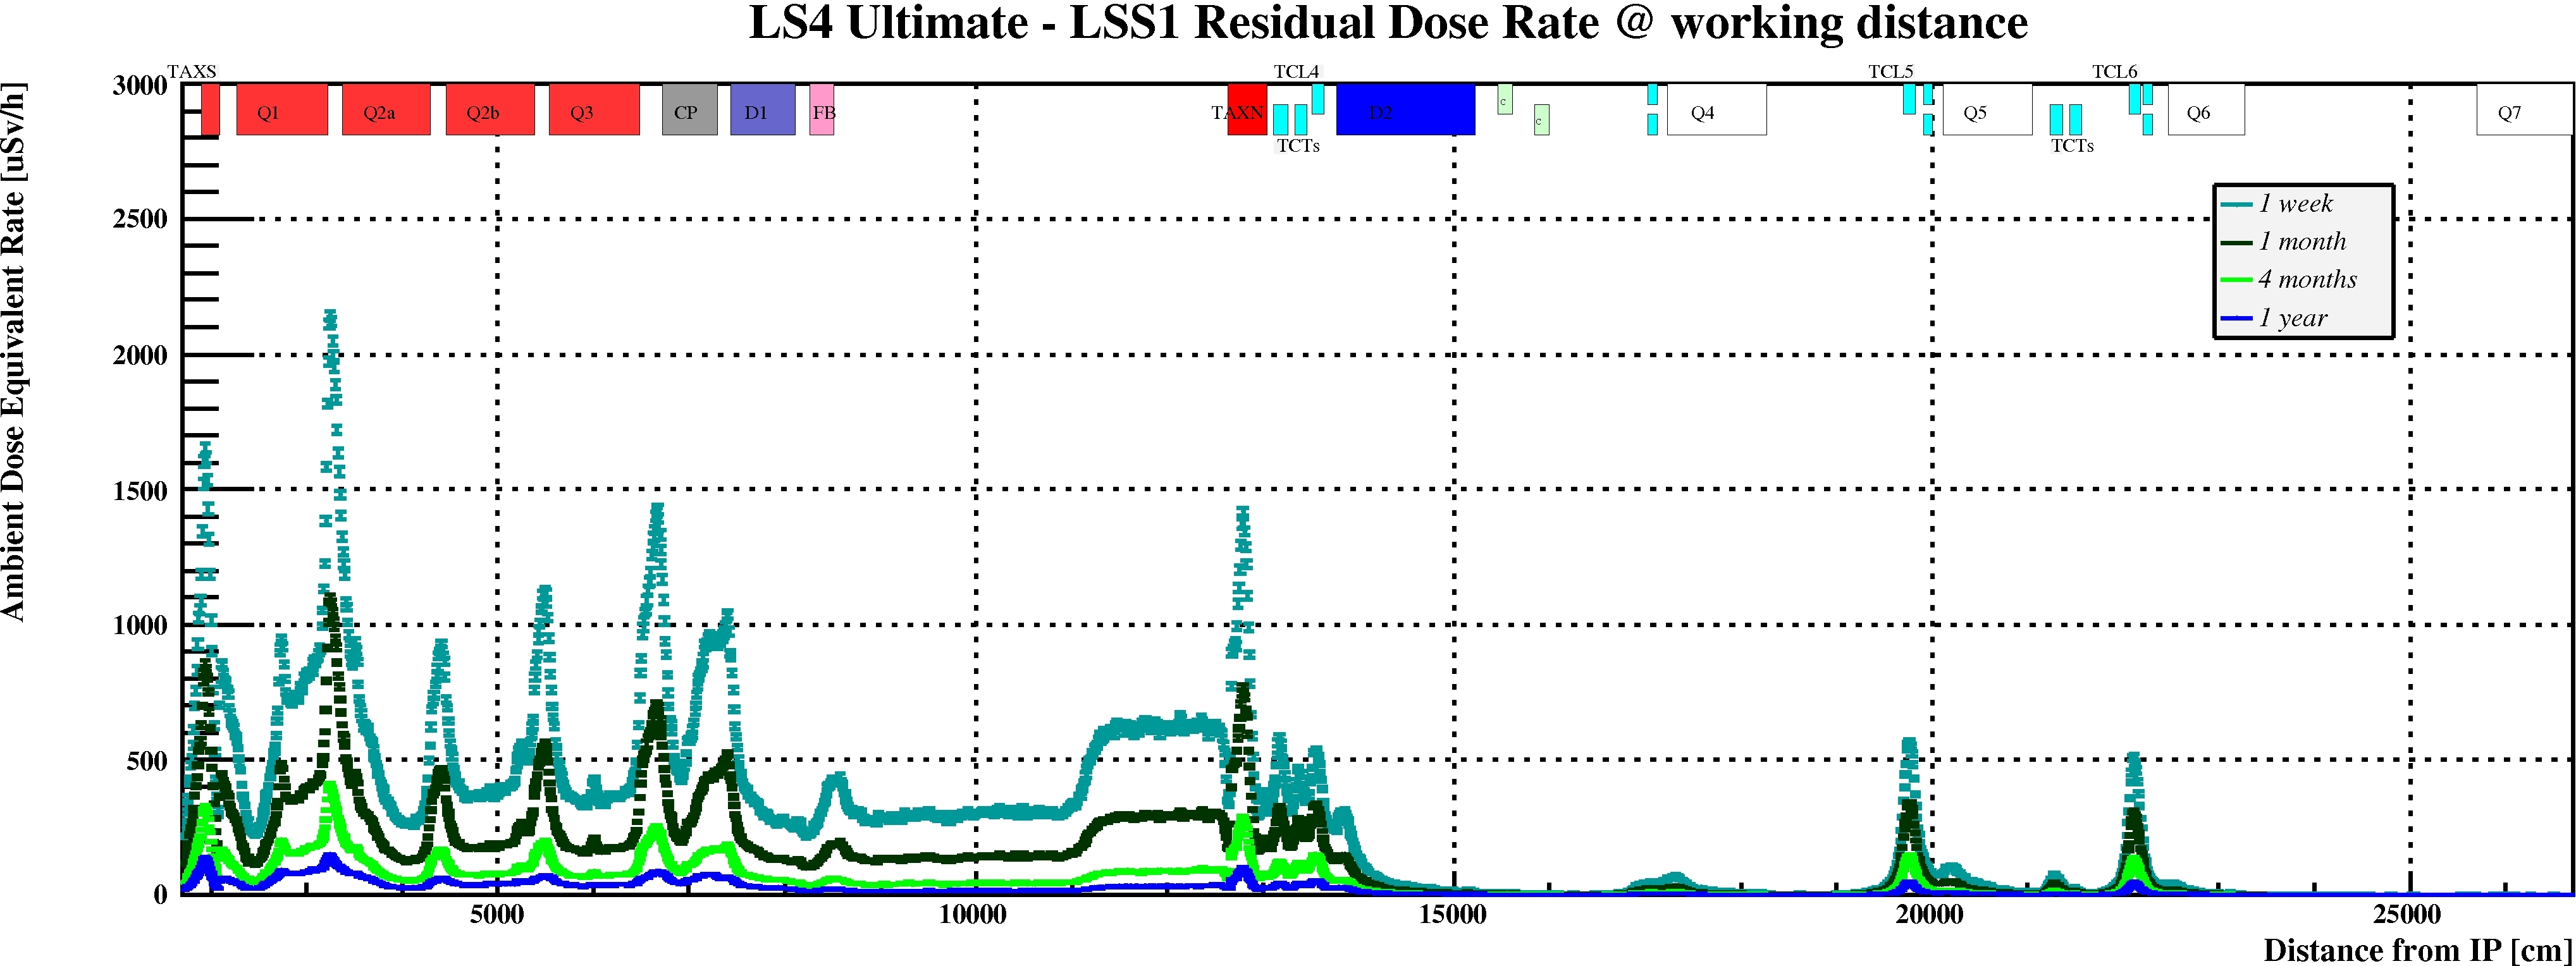 LS4 Ultimate - LSS1 Residual Dose Rate @ working distance
Ambient Dose Equivalent Rate [uSv/h]
TAXS
TCL4
TCL5
TCL6
3000
Q1
Q2a
Q2b
Q3
CP
D1
FB
TAXN
D2
C
C
Q4
Q5
Q6
Q7
TCTs
TCTs
2500
1 week
1 month
4 months
1 year
2000
1500
1000
500
0
5000
10000
15000
20000
25000
Distance from IP [cm]